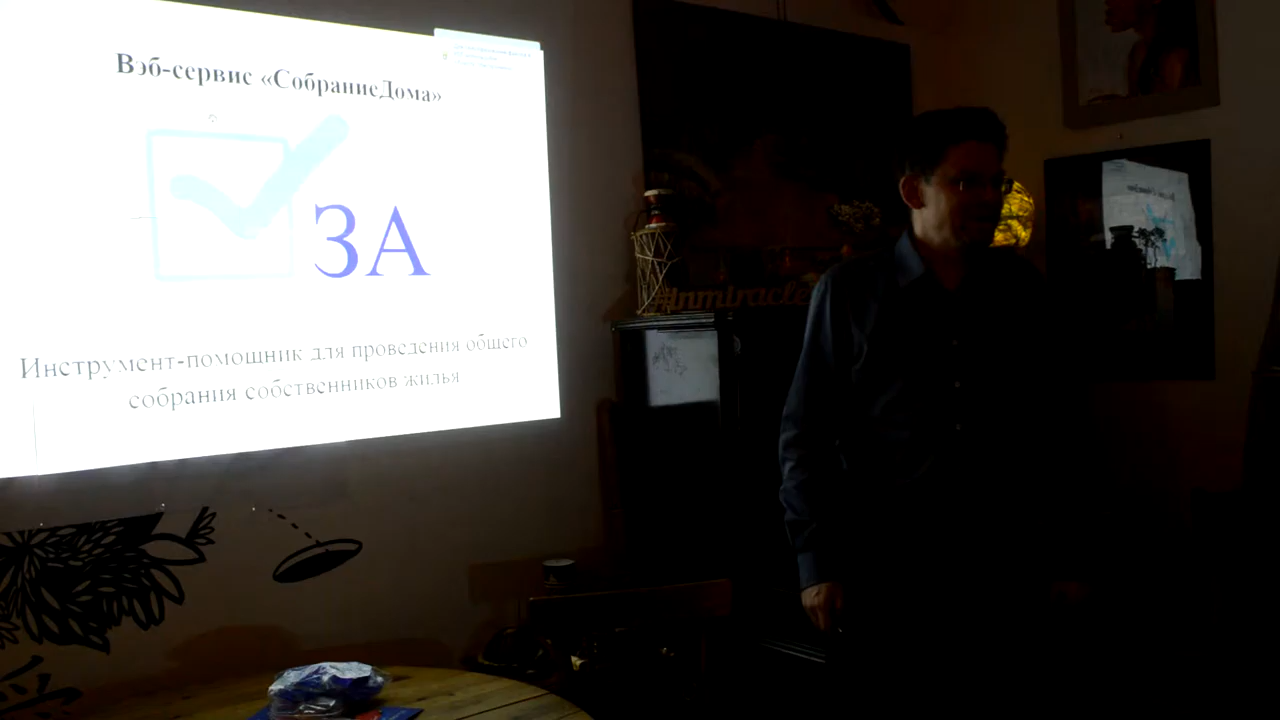 Вэб-сервис «СобраниеДома»
ЗА
Инструмент-помощник для проведения общего
собрания собственников жилья
#inmiracle